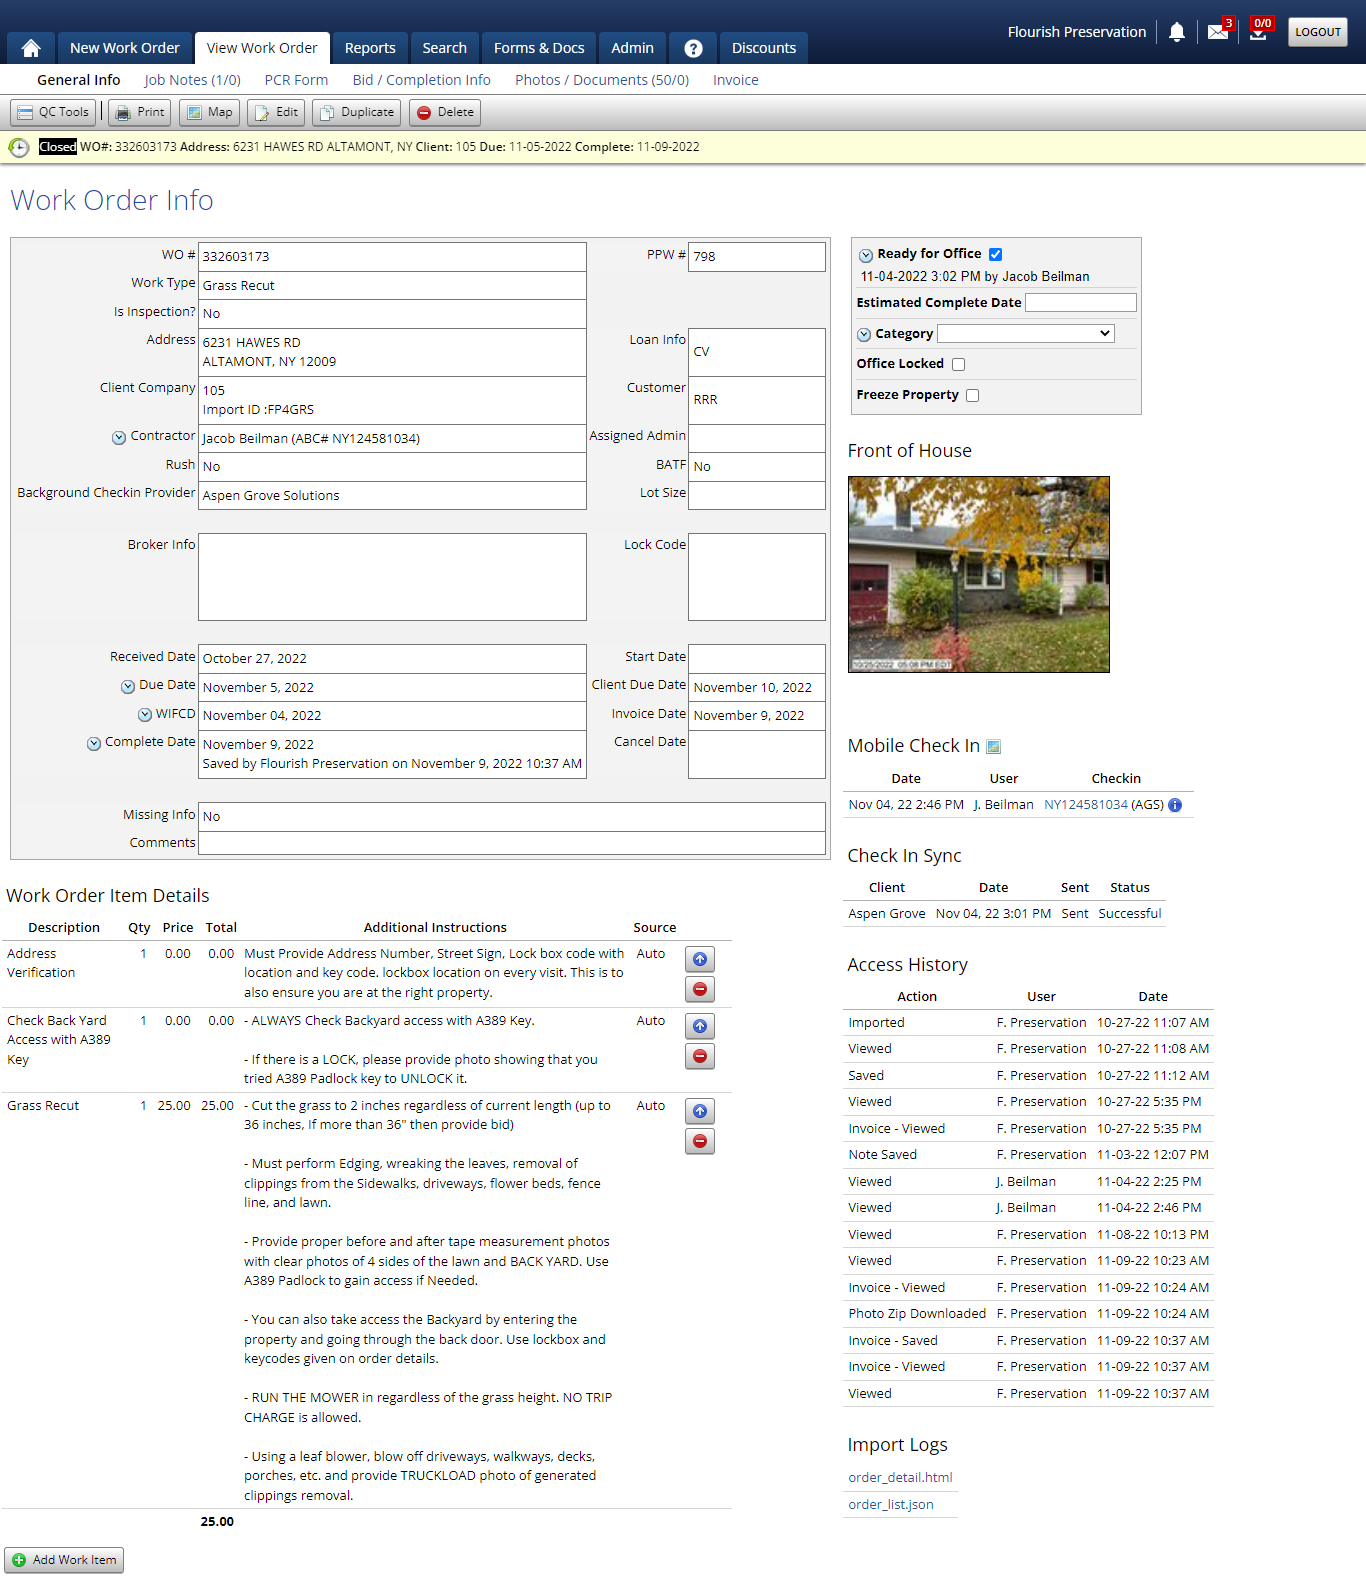 Flourish Preservation
3
0/0
LOGOUT
New Work Order
View Work Order
Reports
Search
Forms & Docs
Admin
?
Discounts
General Info
Job Notes (1/0)
PCR Form
Bid / Completion Info
Photos / Documents (50/0)
Invoice
QC Tools
Print
Map
Edit
Duplicate
Delete
Closed WO#: 332603173 Address: 6231 HAWES RD ALTAMONT, NY Client: 105 Due: 11-05-2022 Complete: 11-09-2022
Work Order Info
WO # 332603173 PPW # 798
Work Type Grass Recut
Is Inspection? No
Address 6231 HAWES RD
ALTAMONT, NY 12009
Loan Info CV
Client Company 105
Import ID :FP4GRS
Customer RRR
Contractor Jacob Beilman (ABC# NY124581034) Assigned Admin
Rush No BATF No
Background Checkin Provider Aspen Grove Solutions Lot Size
Broker Info Lock Code
Received Date October 27, 2022 Start Date
Due Date November 5, 2022 Client Due Date November 10, 2022
WIFCD November 04, 2022 Invoice Date November 9, 2022
Complete Date November 9, 2022
Saved by Flourish Preservation on November 9, 2022 10:37 AM
Cancel Date
Missing Info No
Comments
Work Order Item Details
Description Qty Price Total Additional Instructions Source
Address Verification 1 0.00 0.00 Must Provide Address Number, Street Sign, Lock box code with
location and key code. lockbox location on every visit. This is to
also ensure you are at the right property.
Auto
Check Back Yard
Access with A389
Key
1 0.00 0.00 - ALWAYS Check Backyard access with A389 Key.
- If there is a LOCK, please provide photo showing that you
tried A389 Padlock key to UNLOCK it.
Auto
Grass Recut 1 25.00 25.00 - Cut the grass to 2 inches regardless of current length (up to
36 inches, If more than 36" then provide bid)
Auto
- Must perform Edging, wreaking the leaves, removal of
clippings from the Sidewalks, driveways, flower beds, fence
line, and lawn.
- Provide proper before and after tape measurement photos
with clear photos of 4 sides of the lawn and BACK YARD. Use
A389 Padlock to gain access if Needed.
- You can also take access the Backyard by entering the
property and going through the back door. Use lockbox and
keycodes given on order details.
- RUN THE MOWER in regardless of the grass height. NO TRIP
CHARGE is allowed.
- Using a leaf blower, blow off driveways, walkways, decks,
porches, etc. and provide TRUCKLOAD photo of generated
clippings removal.
25.00
Add Work Item
Ready for Office
11-04-2022 3:02 PM by Jacob Beilman
Estimated Complete Date
Category
Office Locked
Freeze Property
Front of House
10/25/2022 05:08 PM EDT
Mobile Check In
Date User Checkin
Nov 04, 22 2:46 PM J. Beilman NY124581034 (AGS)
Check In Sync
Client Date Sent Status
Aspen Grove Nov 04, 22 3:01 PM Sent Successful
Access History
Action User Date
Imported F. Preservation 10-27-22 11:07 AM
Viewed F. Preservation 10-27-22 11:08 AM
Saved F. Preservation 10-27-22 11:12 AM
Viewed F. Preservation 10-27-22 5:35 PM
Invoice - Viewed F. Preservation 10-27-22 5:35 PM
Note Saved F. Preservation 11-03-22 12:07 PM
Viewed J. Beilman 11-04-22 2:25 PM
Viewed J. Beilman 11-04-22 2:46 PM
Viewed F. Preservation 11-08-22 10:13 PM
Viewed F. Preservation 11-09-22 10:23 AM
Invoice - Viewed F. Preservation 11-09-22 10:24 AM
Photo Zip Downloaded F. Preservation 11-09-22 10:24 AM
Invoice - Saved F. Preservation 11-09-22 10:37 AM
Invoice - Viewed F. Preservation 11-09-22 10:37 AM
Viewed F. Preservation 11-09-22 10:37 AM
Import Logs
order_detail.html
order_list.json